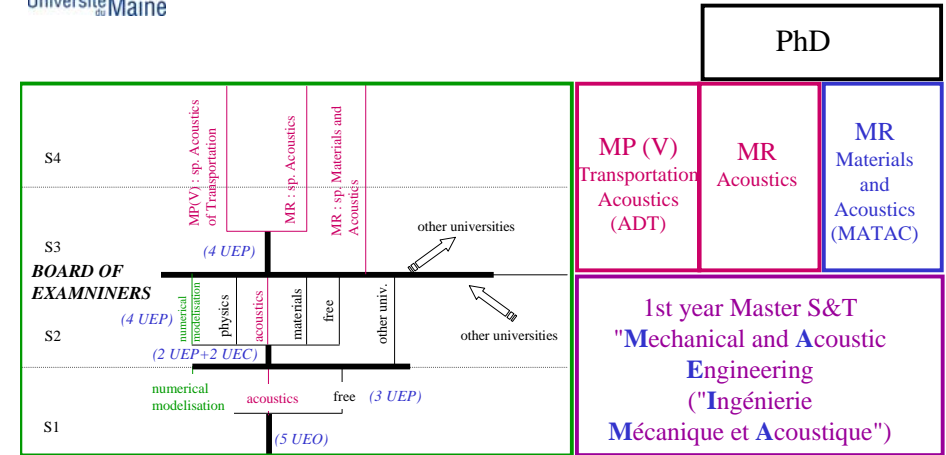 Université
du Maine
PhD
S4
MP(V) : sp. Acoustics
of Transportation
MR : sp. Acoustics
MR : sp. Materials and
Acoustics
S3
(4 UEP)
other universities
BOARD OF
EXAMNINERS
(4 UEP)
numerical
modelisation
physics
acoustics
materials
free
other univ.
other universities
S2
(2 UEP+2 UEC)
numerical
modelisation
acoustics
free
(3 UEP)
S1
(5 UEO)
MP (V)
Transportation
Acoustics
(ADT)
MR
Acoustics
MR
Materials
and
Acoustics
(MATAC)
1st year Master S&T
"Mechanical and Acoustic
Engineering
("Ingénierie
Mécanique et Acoustique")